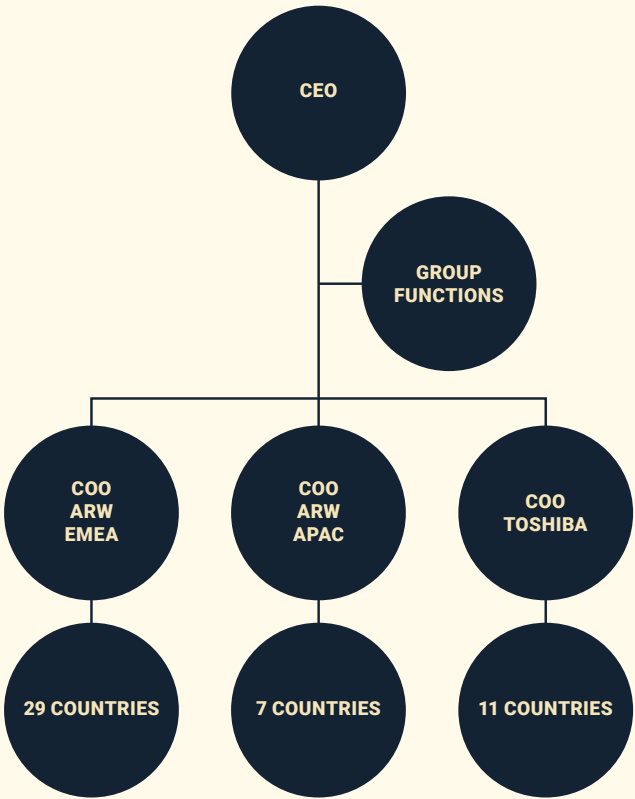 CEO
GROUP
FUNCTIONS
COO
ARW
EMEA
COO
ARW
APAC
COO
TOSHIBA
29 COUNTRIES
7 COUNTRIES
11 COUNTRIES